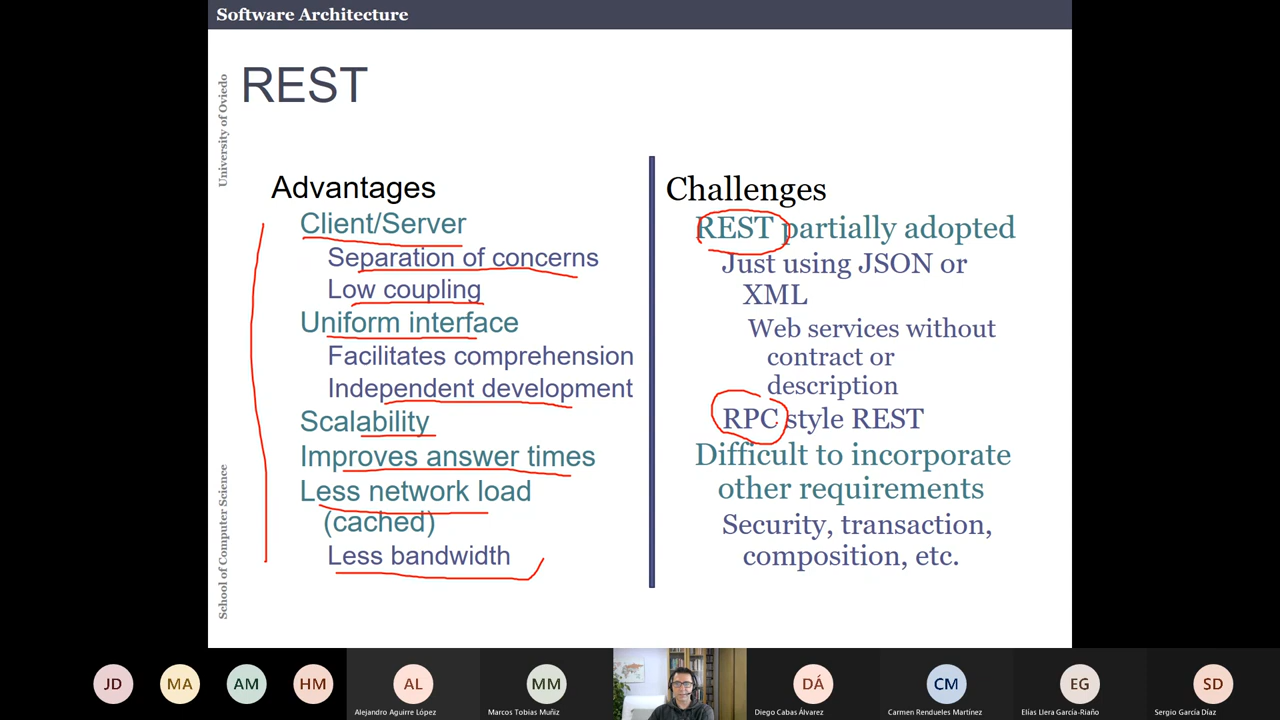 Software Architecture
REST
University of Oviedo
School of Computer Science
Advantages
Client/Server
Separation of concerns
Low coupling
Uniform interface
Facilitates comprehension
Independent development
Scalability
Improves answer times
Less network load
(cached)
Less bandwidth
Challenges
REST partially adopted
Just using JSON or
XML
Web services without
contract or
description
RPC style REST
Difficult to incorporate
other requirements
Security, transaction,
composition, etc.
JD
MA
AM
HM
AL
Alejandro Aguirre López
MM
Marcos Tobias Muñiz
DÁ
Diego Cabas Álvarez
CM
Carmen Rendueles Martínez
EG
Elías Llera García-Riaño
SD
Sergio García Díaz